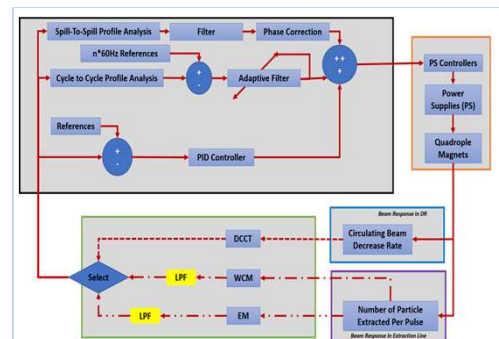 Spill-To-Spill Profile Analysis
Filter
Phase Correction
n*60Hz References
+
-
Cycle to Cycle Profile Analysis
Adaptive Filter
+ +
+
References
+
-
PID Controller
PS Controllers
Power
Supplies (PS)
Quadrople
Magnets
Beam Response In DR
Circulating Beam
Decrease Rate
DCCT
Select
LPF
WCM
LPF
EM
Number of Particle
Extracted Per Pulse
Beam Response In Extraction Line